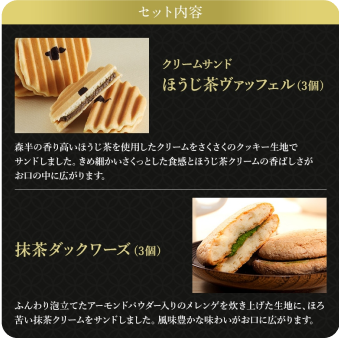 セット内容
クリームサンド
ほうじ茶ヴァッフェル（3個）
森半の香り高いほうじ茶を使用したクリームをさくさくのクッキー生地で
サンドしました。きめ細かいさくっとした食感とほうじ茶クリームの香ばしさが
お口の中に広がります。
抹茶ダックワーズ（3個）
ふんわり泡立てたアーモンドパウダー入りのメレンゲを炊き上げた生地に、ほろ
苦い抹茶クリームをサンドしました。風味豊かな味わいがお口に広がります。